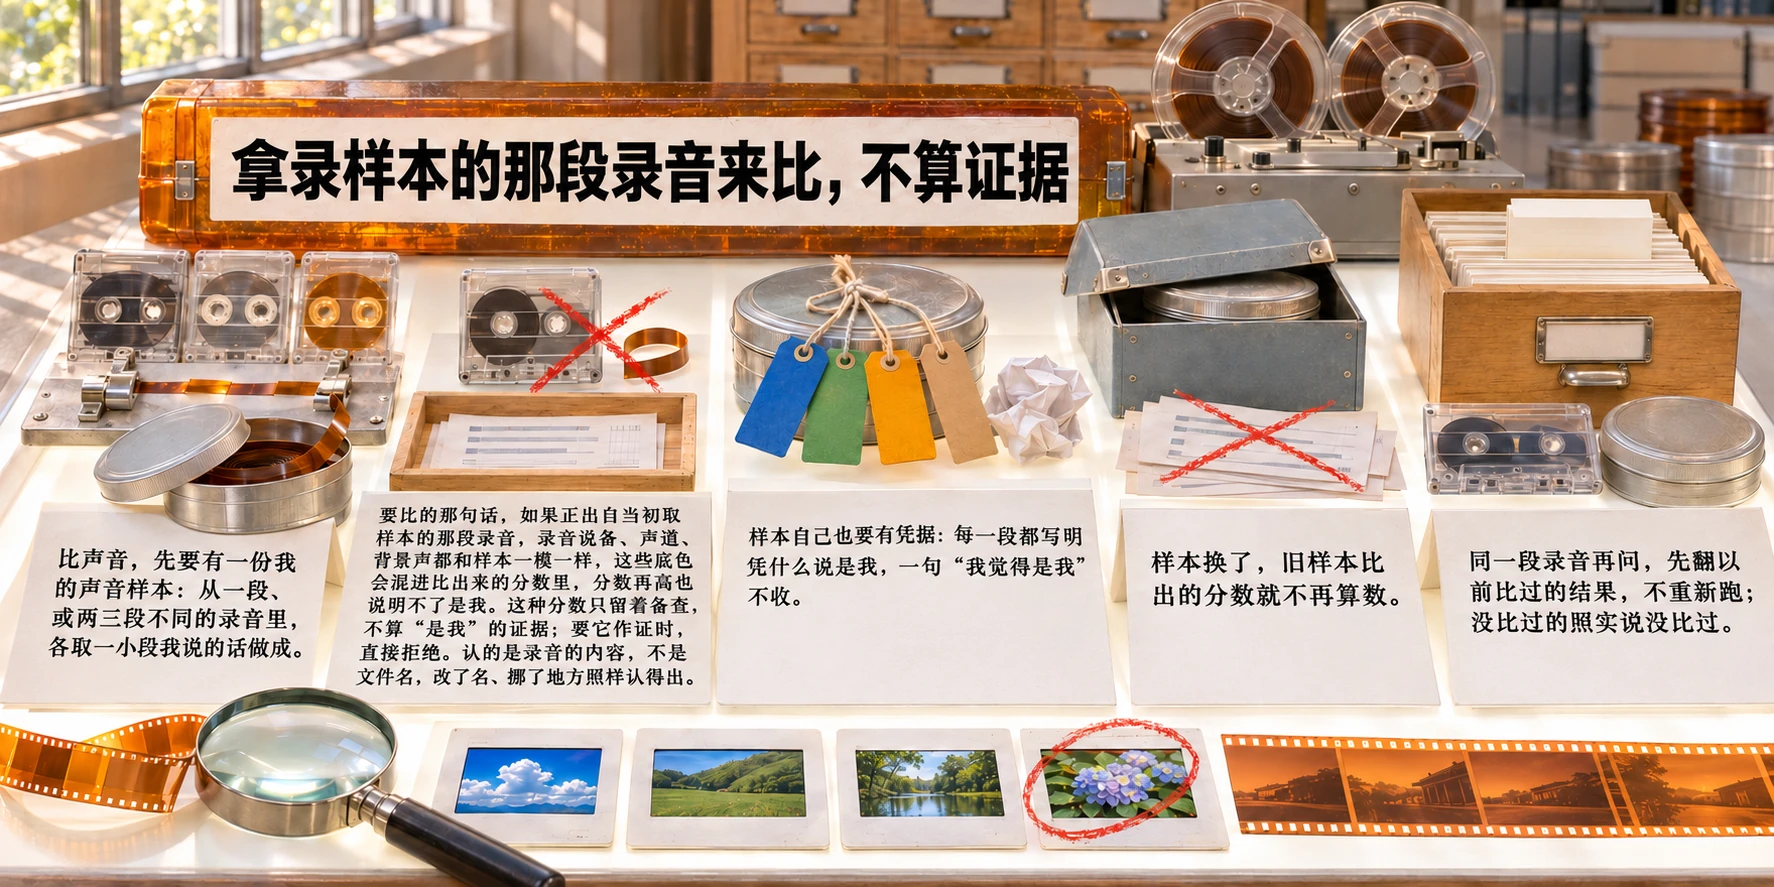 拿录样本的那段录音来比，不算证据
比声音，先要有一份我
的声音样本：从一段、
或两三段不同的录音里，
各取一小段我说的话做成。
要比的那句话，如果正出自当初取
样本的那段录音，录音设备、声道、
背景声都和样本一模一样，这些底色
会混进比出来的分数里，分数再高也
说明不了是我。这种分数只留着备查，
不算“是我”的证据；要它作证时，
直接拒绝。认的是录音的内容，不是
文件名，改了名、挪了地方照样认得出。
样本自己也要有凭据：每一段都写明
凭什么说是我，一句“我觉得是我”
不收。
样本换了，旧样本比
出的分数就不再算数。
同一段录音再问，先翻以
前比过的结果，不重新跑；
没比过的照实说没比过。